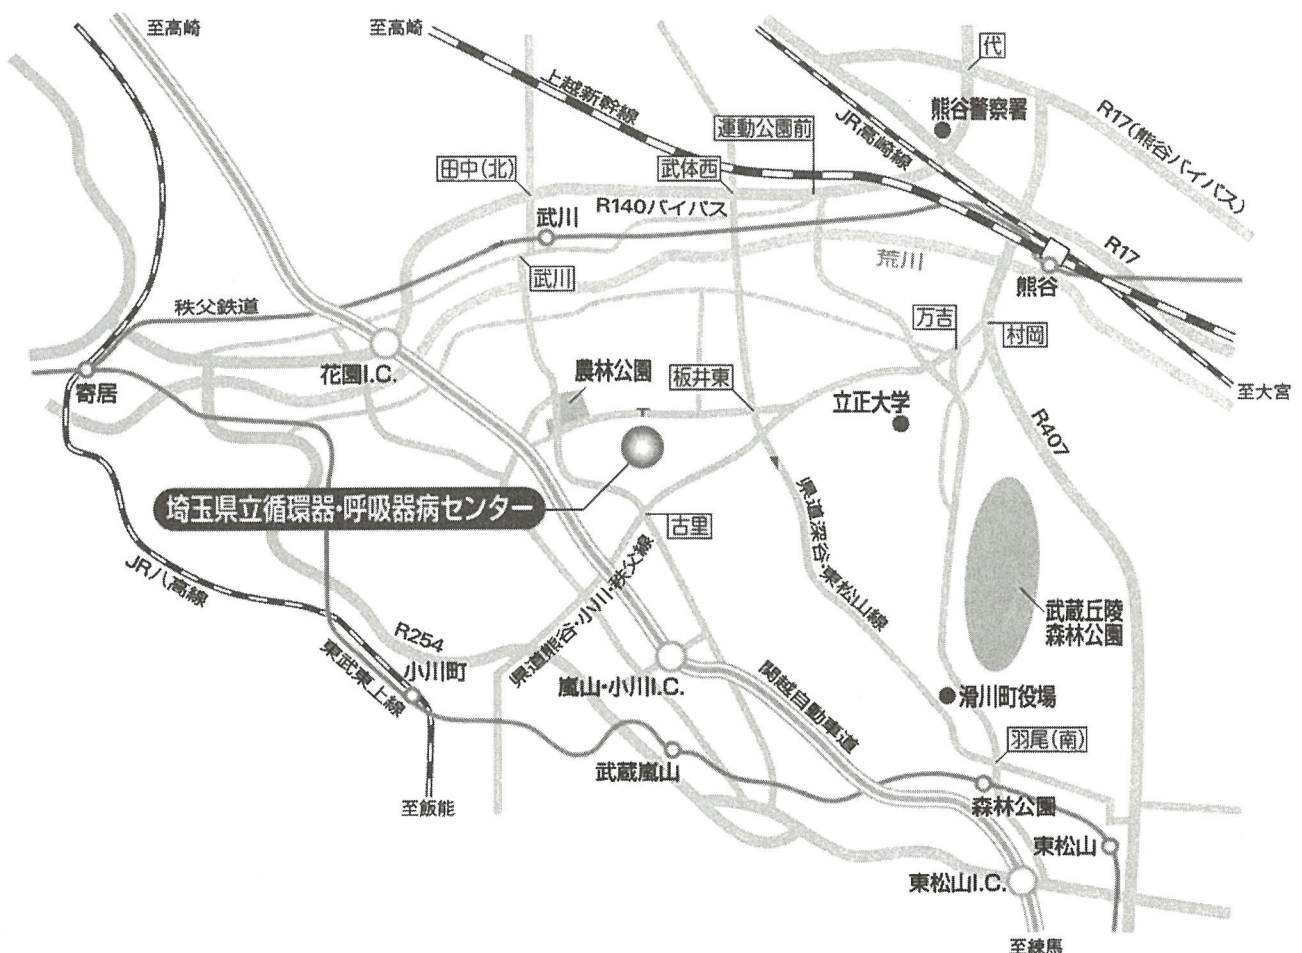 至高崎
至高崎
上越新幹線
代
熊谷警察署
R17(熊谷バイパス)
運動公園前
JR高崎線
田中(北)
武体西
R140バイパス
武川
武川
荒川
R17
熊谷
秩父鉄道
万吉
村岡
花園I.C.
寄居
農林公園
板井東
立正大学
至大宮
R407
埼玉県立循環器・呼吸器病センター
古里
県道深谷・東松山線
県道熊谷・小川・秩父線
JR八高線
武蔵丘陵
森林公園
R254
東武東上線
小川町
嵐山・小川I.C.
関越自動車道
滑川町役場
羽尾(南)
武蔵嵐山
至飯能
森林公園
東松山
東松山I.C.
至練馬